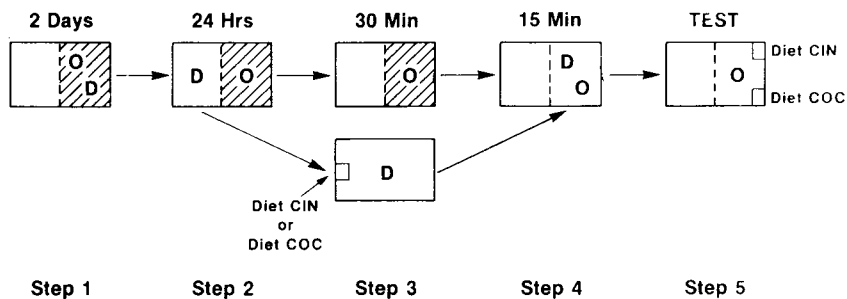 2 Days 24 Hrs 30 Min 15 Min TEST
O D D O O D O O
Diet CIN
Diet COC
D
Diet CIN
or
Diet COC
Step 1 Step 2 Step 3 Step 4 Step 5